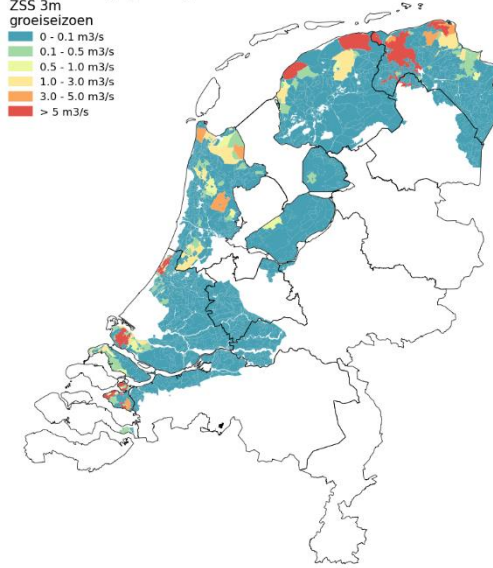 ZSS 3m
groeiseizoen
0 - 0.1 m3/s
0.1 - 0.5 m3/s
0.5 - 1.0 m3/s
1.0 - 3.0 m3/s
3.0 - 5.0 m3/s
> 5 m3/s